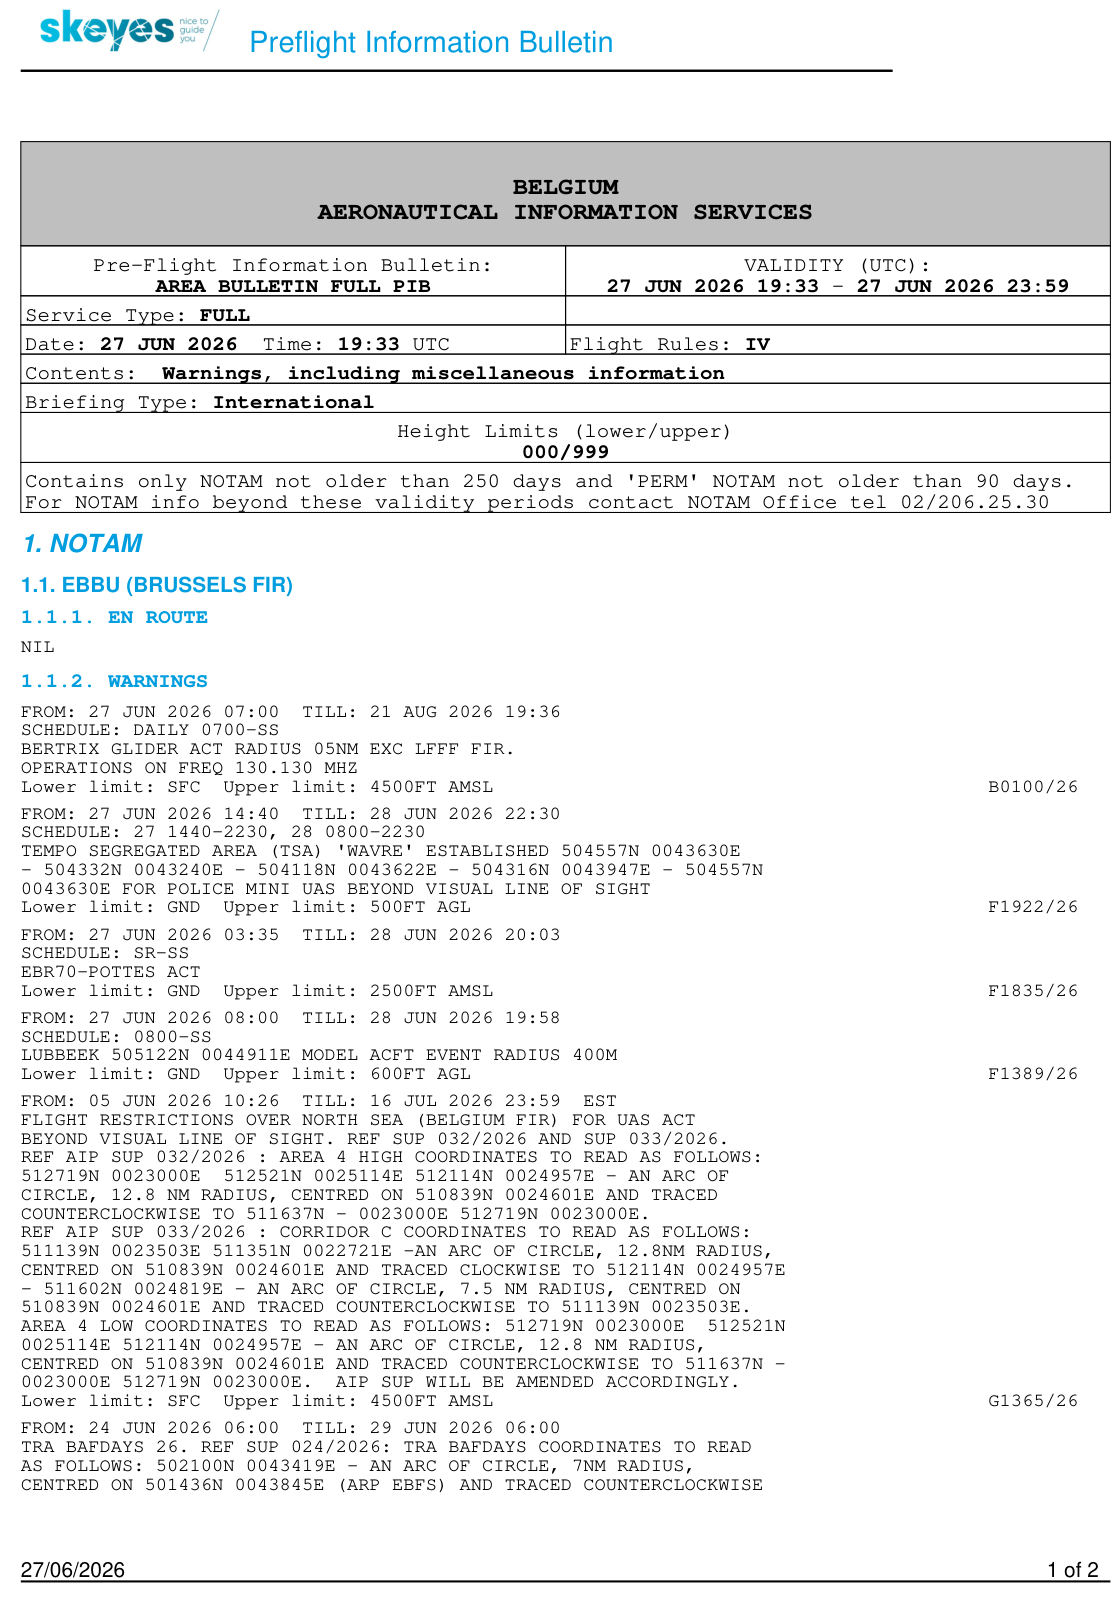 skeyes nice to guide you
Preflight Information Bulletin
BELGIUM
AERONAUTICAL INFORMATION SERVICES
Pre-Flight Information Bulletin:
AREA BULLETIN FULL PIB
VALIDITY (UTC):
27 JUN 2026 19:33 - 27 JUN 2026 23:59
Service Type: FULL
Date: 27 JUN 2026  Time: 19:33 UTC
Flight Rules: IV
Contents:  Warnings, including miscellaneous information
Briefing Type: International
Height Limits (lower/upper)
000/999
Contains only NOTAM not older than 250 days and 'PERM' NOTAM not older than 90 days.
For NOTAM info beyond these validity periods contact NOTAM Office tel 02/206.25.30
1. NOTAM
1.1. EBBU (BRUSSELS FIR)
1.1.1. EN ROUTE
NIL
1.1.2. WARNINGS
FROM: 27 JUN 2026 07:00  TILL: 21 AUG 2026 19:36
SCHEDULE: DAILY 0700-SS
BERTRIX GLIDER ACT RADIUS 05NM EXC LFFF FIR.
OPERATIONS ON FREQ 130.130 MHZ
Lower limit: SFC  Upper limit: 4500FT AMSL B0100/26
FROM: 27 JUN 2026 14:40  TILL: 28 JUN 2026 22:30
SCHEDULE: 27 1440-2230, 28 0800-2230
TEMPO SEGREGATED AREA (TSA) 'WAVRE' ESTABLISHED 504557N 0043630E
- 504332N 0043240E - 504118N 0043622E - 504316N 0043947E - 504557N
0043630E FOR POLICE MINI UAS BEYOND VISUAL LINE OF SIGHT
Lower limit: GND  Upper limit: 500FT AGL F1922/26
FROM: 27 JUN 2026 03:35  TILL: 28 JUN 2026 20:03
SCHEDULE: SR-SS
EBR70-POTTES ACT
Lower limit: GND  Upper limit: 2500FT AMSL F1835/26
FROM: 27 JUN 2026 08:00  TILL: 28 JUN 2026 19:58
SCHEDULE: 0800-SS
LUBBEEK 505122N 0044911E MODEL ACFT EVENT RADIUS 400M
Lower limit: GND  Upper limit: 600FT AGL F1389/26
FROM: 05 JUN 2026 10:26  TILL: 16 JUL 2026 23:59  EST
FLIGHT RESTRICTIONS OVER NORTH SEA (BELGIUM FIR) FOR UAS ACT
BEYOND VISUAL LINE OF SIGHT. REF SUP 032/2026 AND SUP 033/2026.
REF AIP SUP 032/2026 : AREA 4 HIGH COORDINATES TO READ AS FOLLOWS:
512719N 0023000E  512521N 0025114E 512114N 0024957E - AN ARC OF
CIRCLE, 12.8 NM RADIUS, CENTRED ON 510839N 0024601E AND TRACED
COUNTERCLOCKWISE TO 511637N - 0023000E 512719N 0023000E.
REF AIP SUP 033/2026 : CORRIDOR C COORDINATES TO READ AS FOLLOWS:
511139N 0023503E 511351N 0022721E -AN ARC OF CIRCLE, 12.8NM RADIUS,
CENTRED ON 510839N 0024601E AND TRACED CLOCKWISE TO 512114N 0024957E
- 511602N 0024819E - AN ARC OF CIRCLE, 7.5 NM RADIUS, CENTRED ON
510839N 0024601E AND TRACED COUNTERCLOCKWISE TO 511139N 0023503E.
AREA 4 LOW COORDINATES TO READ AS FOLLOWS: 512719N 0023000E  512521N
0025114E 512114N 0024957E - AN ARC OF CIRCLE, 12.8 NM RADIUS,
CENTRED ON 510839N 0024601E AND TRACED COUNTERCLOCKWISE TO 511637N -
0023000E 512719N 0023000E.  AIP SUP WILL BE AMENDED ACCORDINGLY.
Lower limit: SFC  Upper limit: 4500FT AMSL G1365/26
FROM: 24 JUN 2026 06:00  TILL: 29 JUN 2026 06:00
TRA BAFDAYS 26. REF SUP 024/2026: TRA BAFDAYS COORDINATES TO READ
AS FOLLOWS: 502100N 0043419E - AN ARC OF CIRCLE, 7NM RADIUS,
CENTRED ON 501436N 0043845E (ARP EBFS) AND TRACED COUNTERCLOCKWISE
27/06/2026 1 of 2